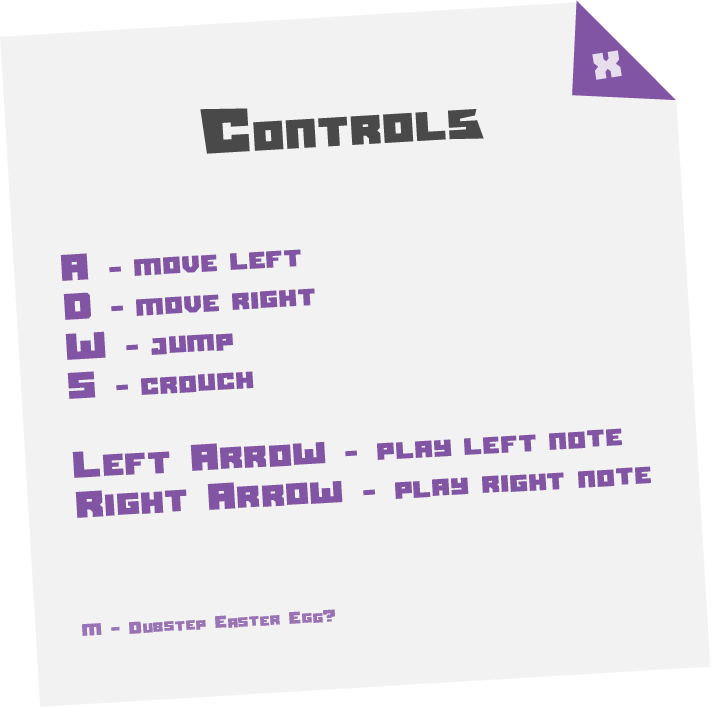 X
Controls
A - move left
D - move right
W - jump
S - crouch
Left Arrow - play left note
Right Arrow - play right note
M - Dubstep Easter Egg?